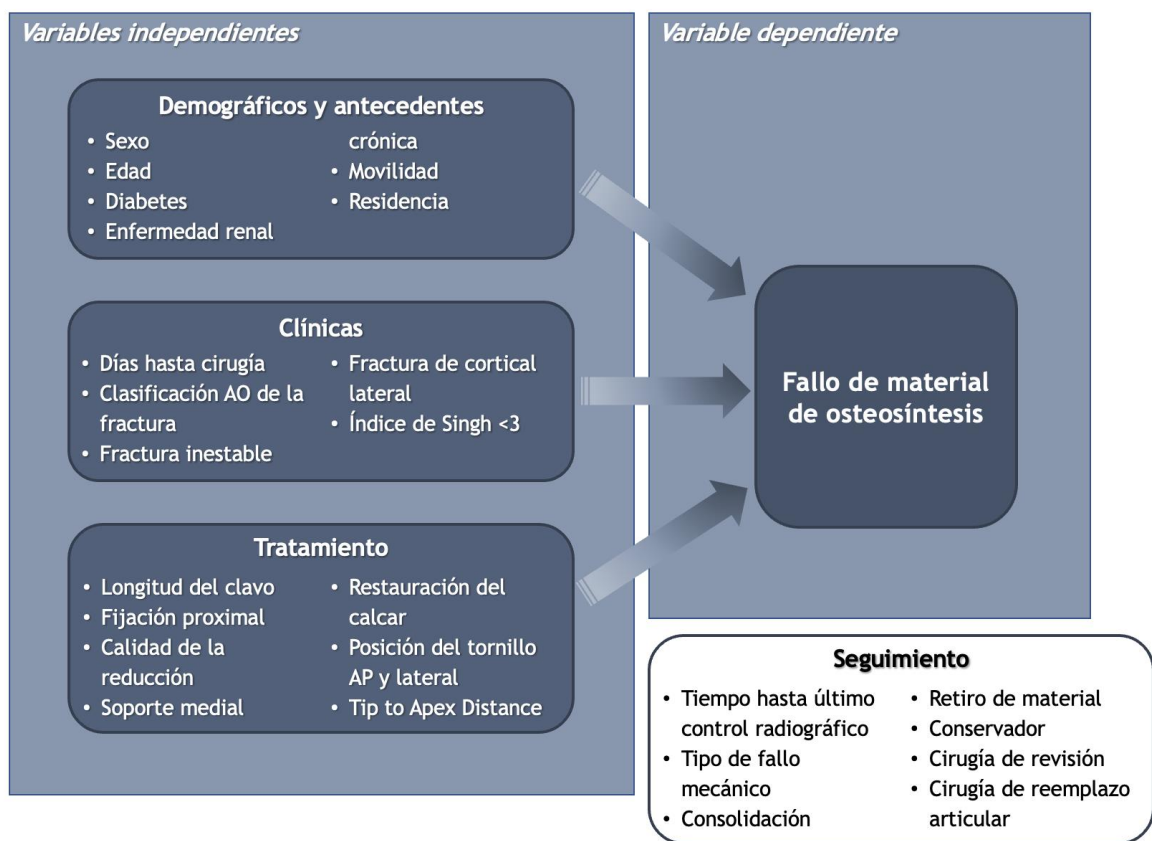 Variables independientes
Demográficos y antecedentes
• Sexo
• Edad
• Diabetes
• Enfermedad renal
crónica
• Movilidad
• Residencia
Clínicas
• Días hasta cirugía
• Clasificación AO de la
fractura
• Fractura inestable
• Fractura de cortical
lateral
• Índice de Singh <3
Tratamiento
• Longitud del clavo
• Fijación proximal
• Calidad de la
reducción
• Soporte medial
• Restauración del
calcar
• Posición del tornillo
AP y lateral
• Tip to Apex Distance
Variable dependiente
Fallo de material
de osteosíntesis
Seguimiento
• Tiempo hasta último
control radiográfico
• Tipo de fallo
mecánico
• Consolidación
• Retiro de material
• Conservador
• Cirugía de revisión
• Cirugía de reemplazo
articular